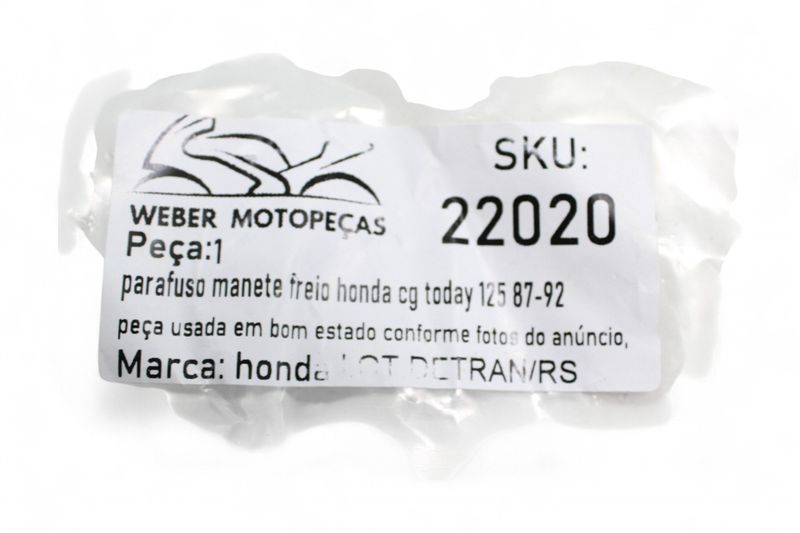 WEBER MOTOPEÇAS
SKU:
22020
Peça:1
parafuso manete freio honda cg today 125 87-92
peça usada em bom estado conforme fotos do anúncio,
Marca: honda LOT DETRAN/RS